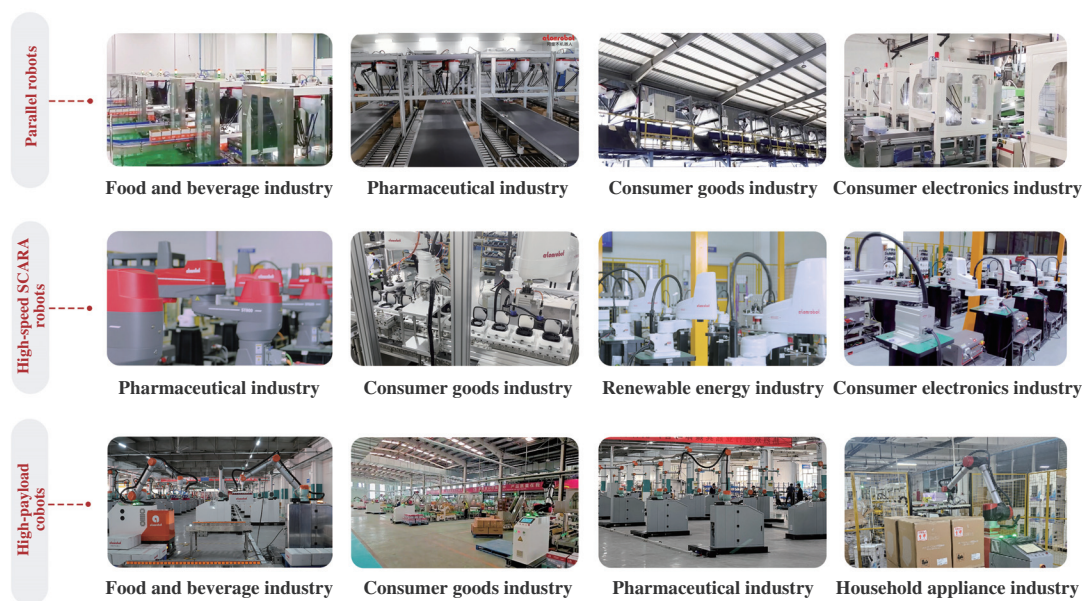 Parallel robots
atomrobot
Food and beverage industry
Pharmaceutical industry
Consumer goods industry
Consumer electronics industry
High-speed SCARA
robots
Pharmaceutical industry
Consumer goods industry
Renewable energy industry
Consumer electronics industry
High-payload
cobots
Food and beverage industry
Consumer goods industry
Pharmaceutical industry
Household appliance industry